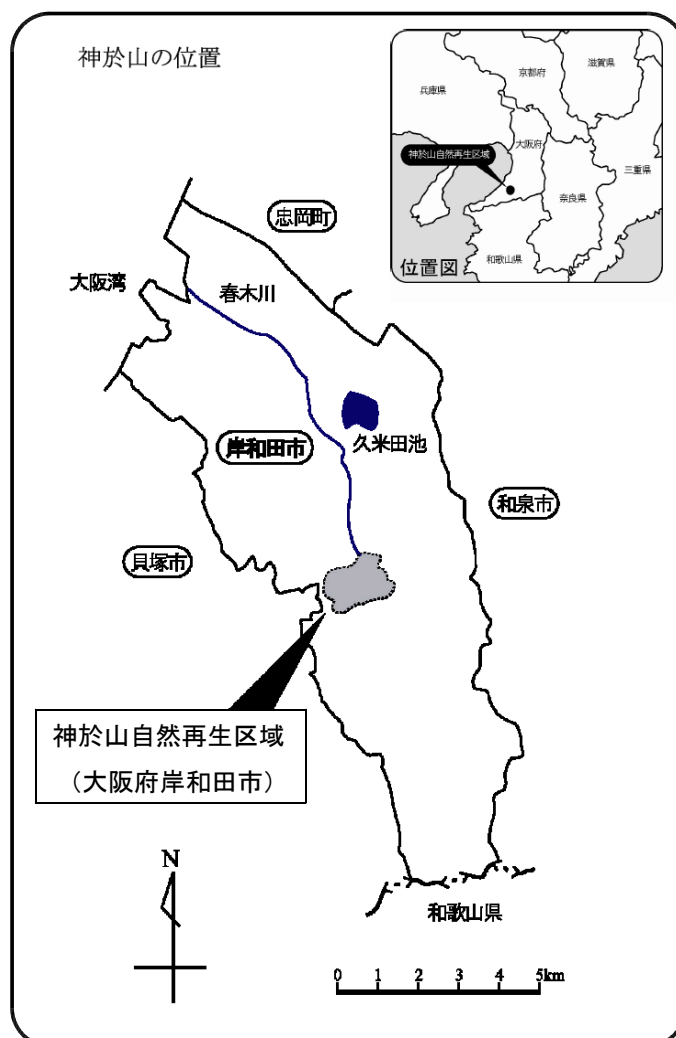 神於山の位置
滋賀県
京都府
兵庫県
大阪府
神於山自然再生区域
三重県
奈良県
和歌山県
位置図
忠岡町
大阪湾
春木川
岸和田市
久米田池
和泉市
貝塚市
神於山自然再生区域
（大阪府岸和田市）
N
和歌山県
0 1 2 3 4 5km